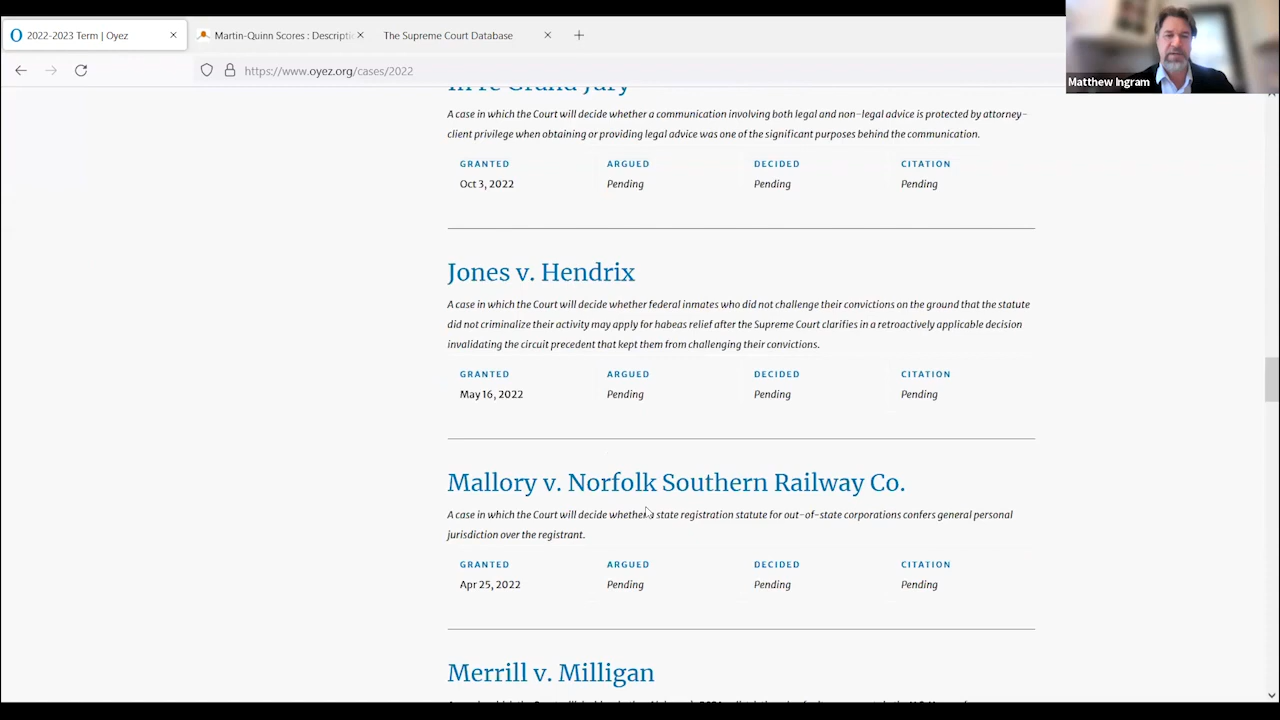 2022-2023 Term | Oyez
Martin-Quinn Scores : Descripti
The Supreme Court Database
https://www.oyez.org/cases/2022
Matthew Ingram
In re Grand Jury
A case in which the Court will decide whether a communication involving both legal and non-legal advice is protected by attorney-
client privilege when obtaining or providing legal advice was one of the significant purposes behind the communication.
GRANTED ARGUED DECIDED CITATION
Oct 3, 2022 Pending Pending Pending
Jones v. Hendrix
A case in which the Court will decide whether federal inmates who did not challenge their convictions on the ground that the statute
did not criminalize their activity may apply for habeas relief after the Supreme Court clarifies in a retroactively applicable decision
invalidating the circuit precedent that kept them from challenging their convictions.
GRANTED ARGUED DECIDED CITATION
May 16, 2022 Pending Pending Pending
Mallory v. Norfolk Southern Railway Co.
A case in which the Court will decide whether a state registration statute for out-of-state corporations confers general personal
jurisdiction over the registrant.
GRANTED ARGUED DECIDED CITATION
Apr 25, 2022 Pending Pending Pending
Merrill v. Milligan